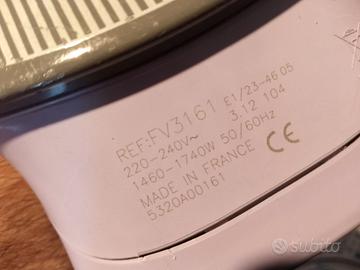 REF:FV3161 E1/23-46 05
220-240V~ 3.12 104
1460-1740W 50/60Hz
MADE IN FRANCE CE
5320A00161
subito